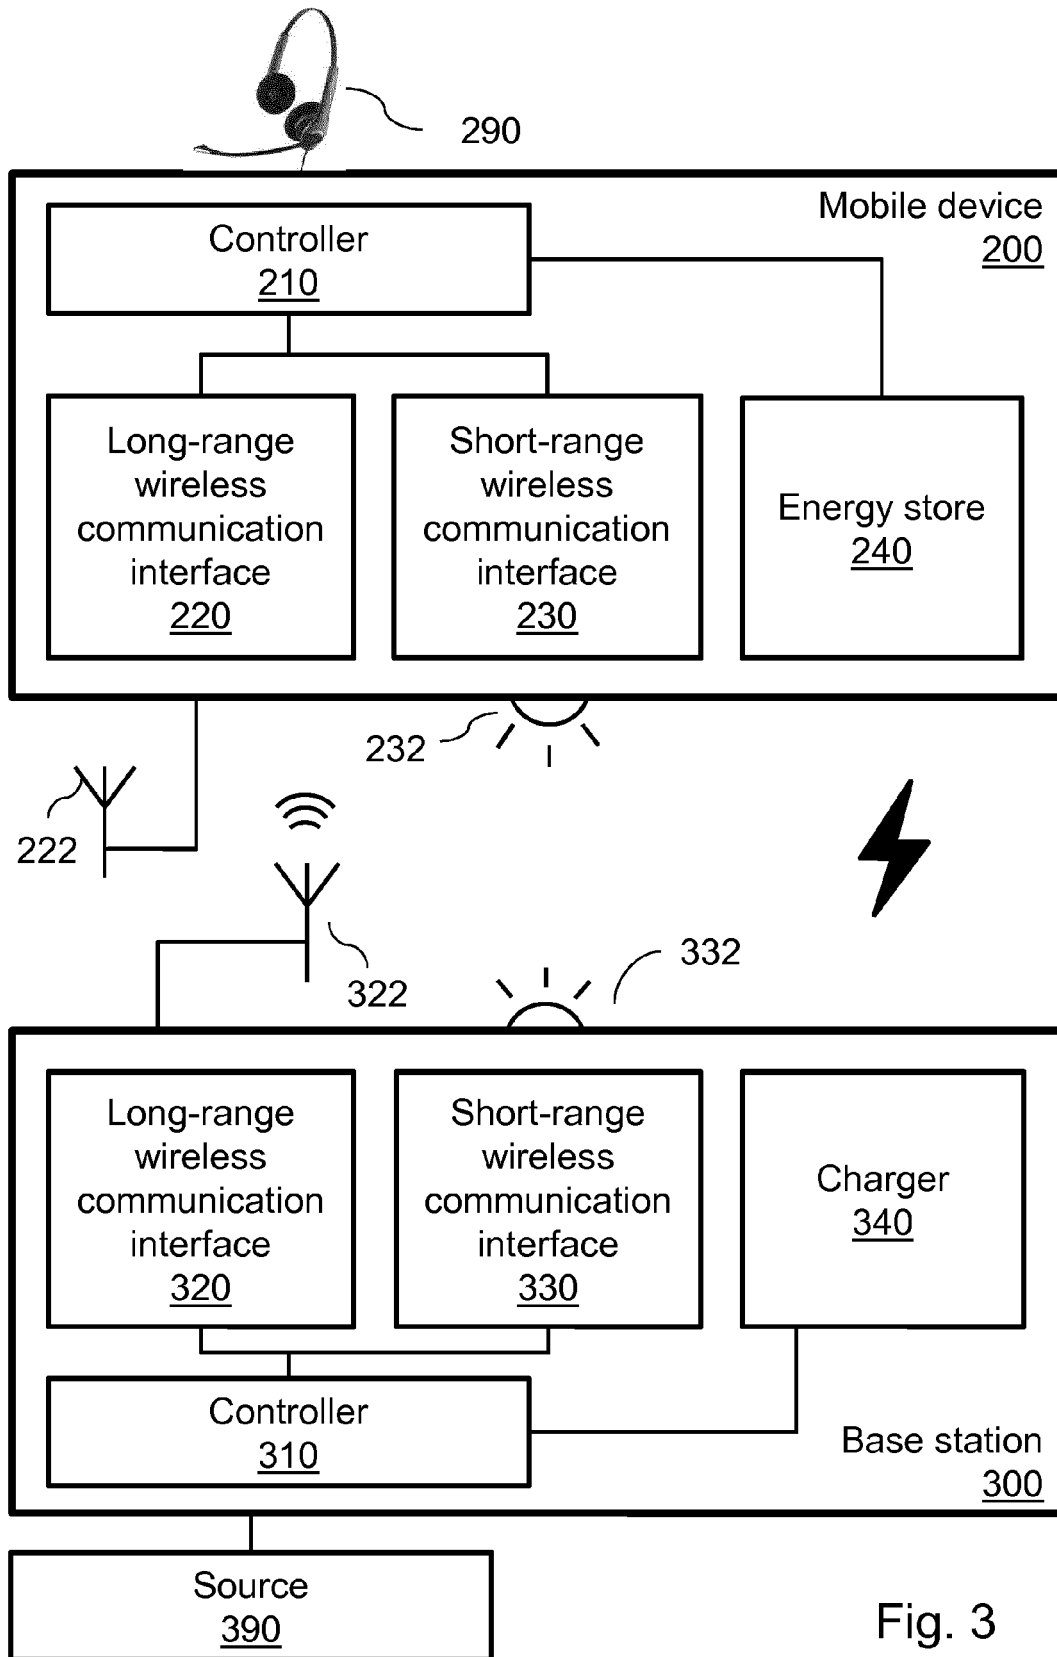 290
Mobile device
200
Controller
210
Long-range
wireless
communication
interface
220
Short-range
wireless
communication
interface
230
Energy store
240
232
222
322
332
Long-range
wireless
communication
interface
320
Short-range
wireless
communication
interface
330
Charger
340
Controller
310
Base station
300
Source
390
Fig. 3